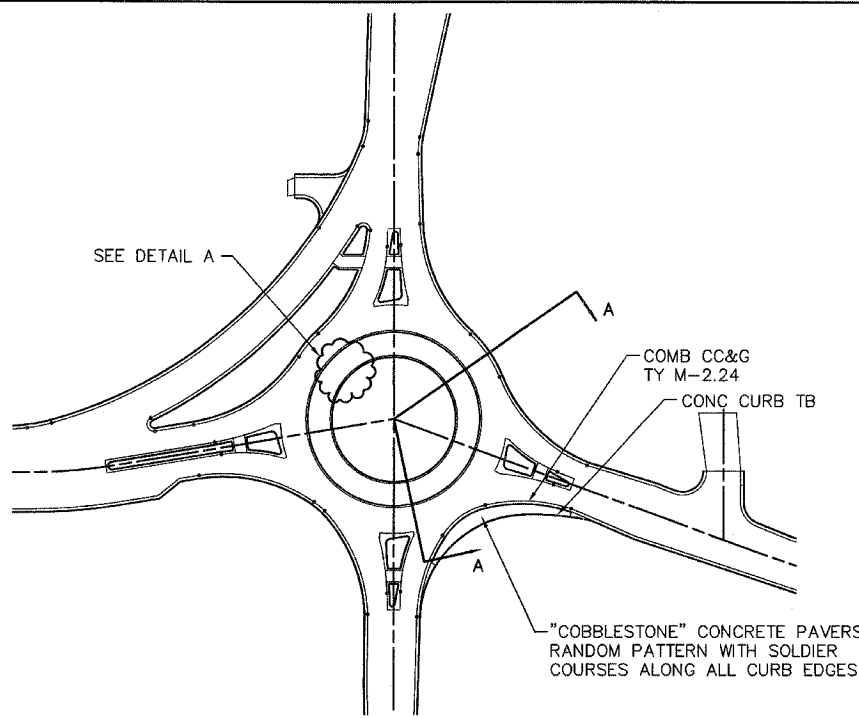 SEE DETAIL A
A
COMB CC&G
TY M-2.24
CONC CURB TB
A
"COBBLESTONE" CONCRETE PAVERS
RANDOM PATTERN WITH SOLDIER
COURSES ALONG ALL CURB EDGES